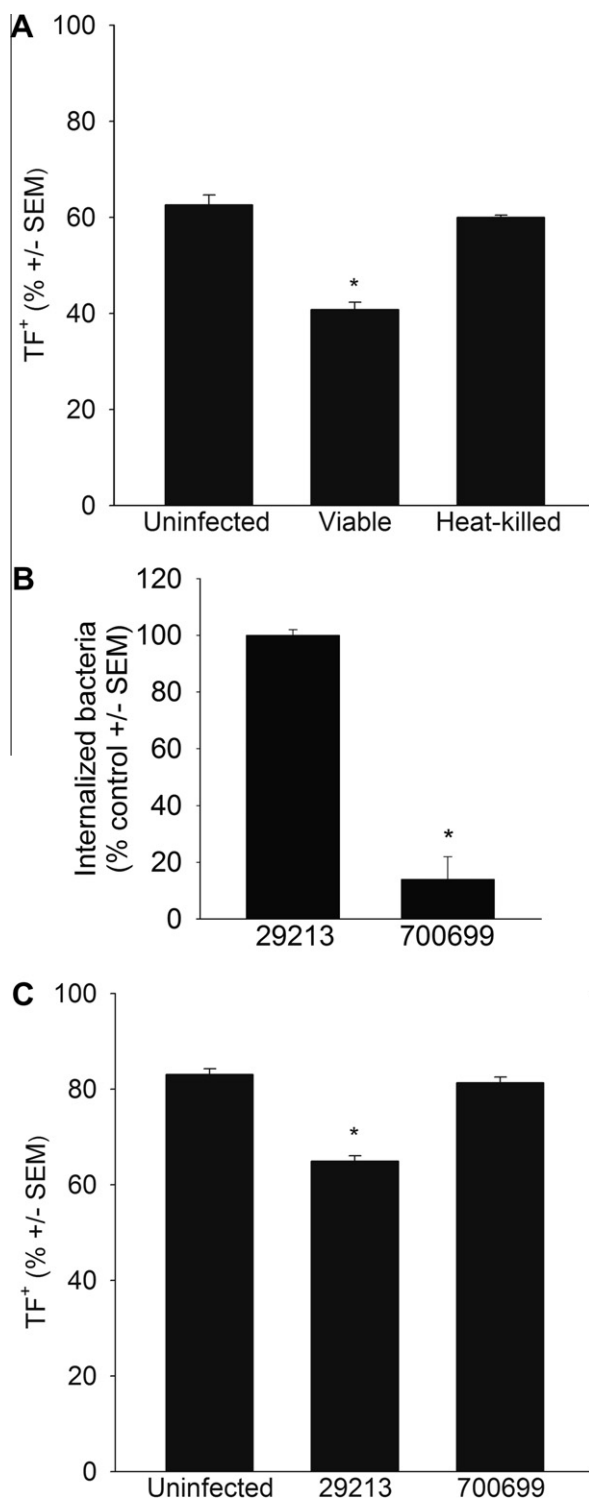 A
100
80
60
40
20
0
TF+ (% +/- SEM)
*
Uninfected Viable Heat-killed
B
120
100
80
60
40
20
0
Internalized bacteria
(% control +/- SEM)
*
29213 700699
C
100
80
60
40
20
0
TF+ (% +/- SEM)
*
Uninfected 29213 700699